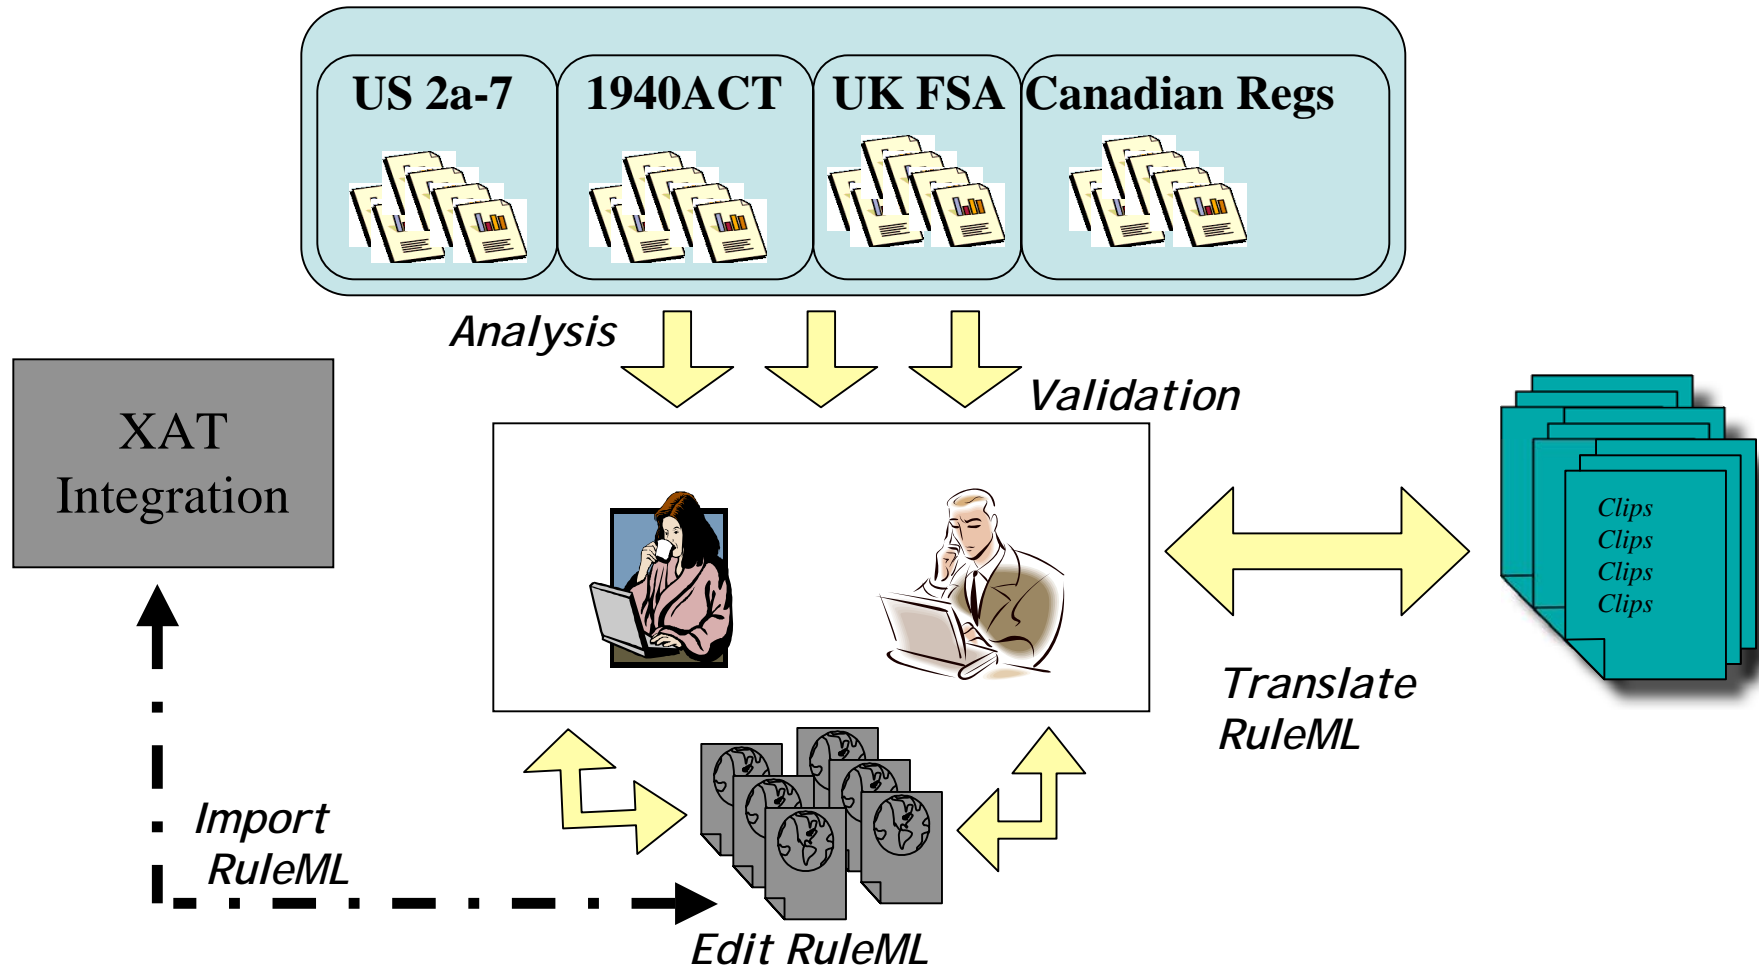 US 2a-7
1940ACT
UK FSA
Canadian Regs
Analysis
Validation
XAT
Integration
Clips
Clips
Clips
Clips
Translate
RuleML
Import
RuleML
Edit RuleML